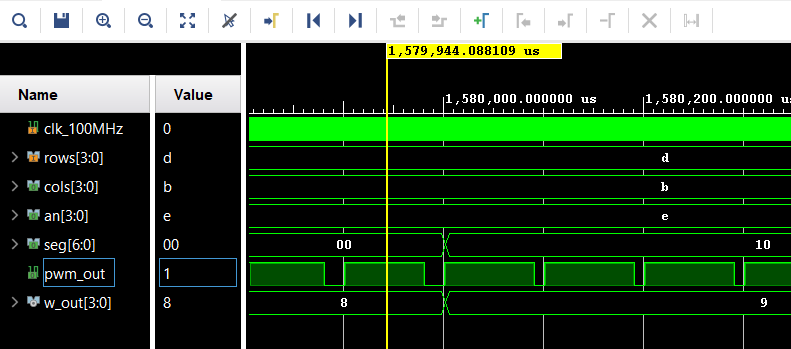 1,579,944.088109 us
Name Value
1,580,000.000000 us 1,580,200.000000 us
clk_100MHz 0
rows[3:0] d d
cols[3:0] b b
an[3:0] e e
seg[6:0] 00 00 10
pwm_out 1
w_out[3:0] 8 8 9